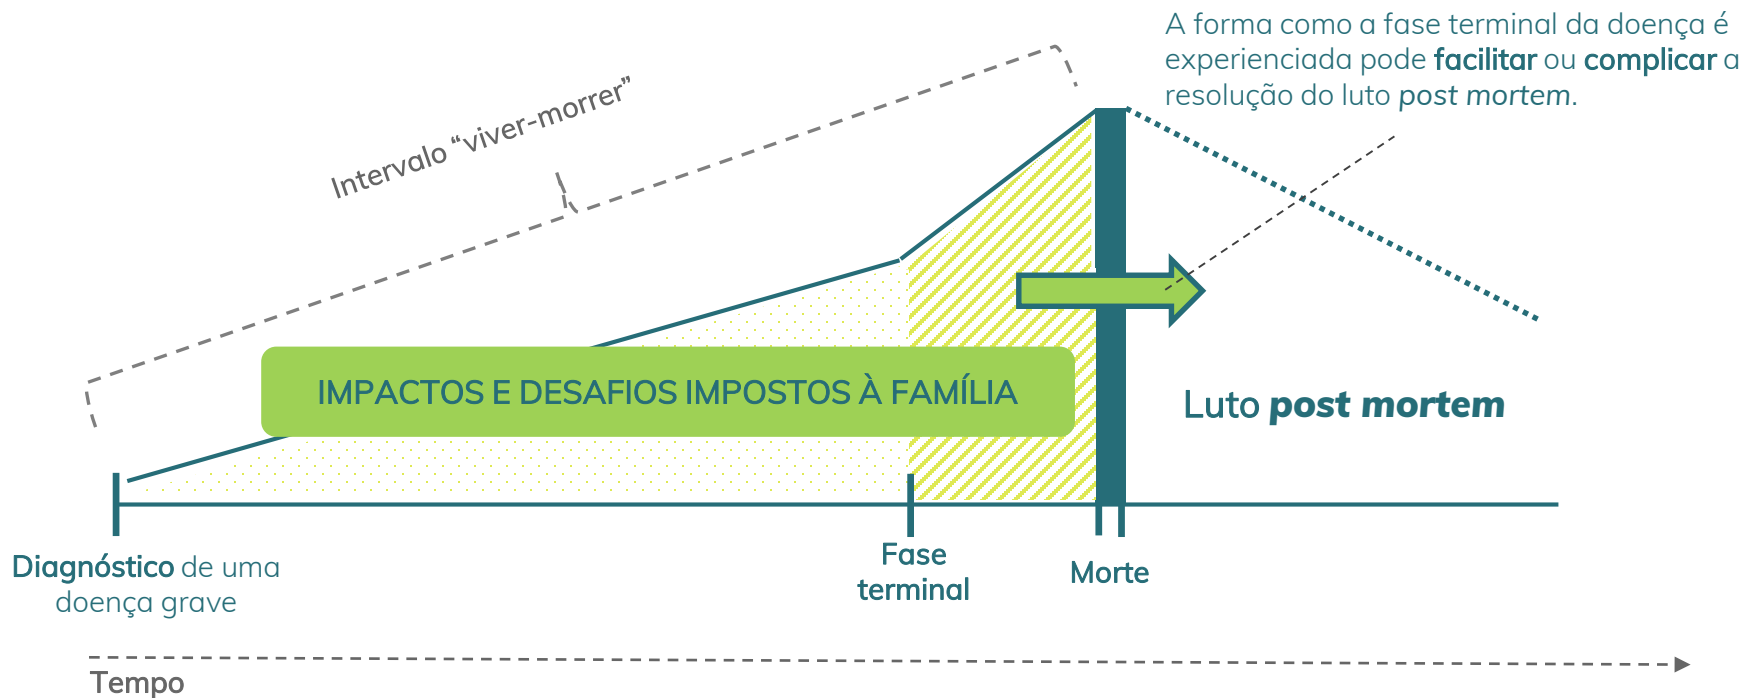 A forma como a fase terminal da doença é
experienciada pode facilitar ou complicar a
resolução do luto post mortem.
Intervalo “viver-morrer”
IMPACTOS E DESAFIOS IMPOSTOS À FAMÍLIA
Luto post mortem
Diagnóstico de uma
doença grave
Fase
terminal
Morte
Tempo